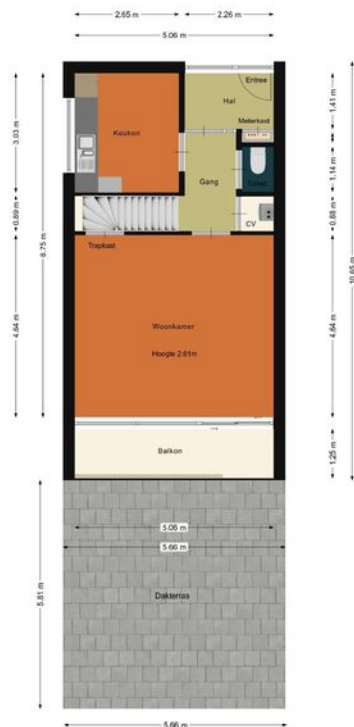 2.65 m
2.26 m
5.06 m
Entree
Hal
Meterkast
Keuken
Toilet
Gang
CV
Trapkast
Woonkamer
Hoogte 2.61m
Balkon
5.06 m
5.66 m
Dakterras
5.66 m
3.03 m
0.89 m
4.64 m
8.75 m
5.81 m
1.41 m
1.14 m
0.88 m
4.64 m
1.25 m
10.65 m